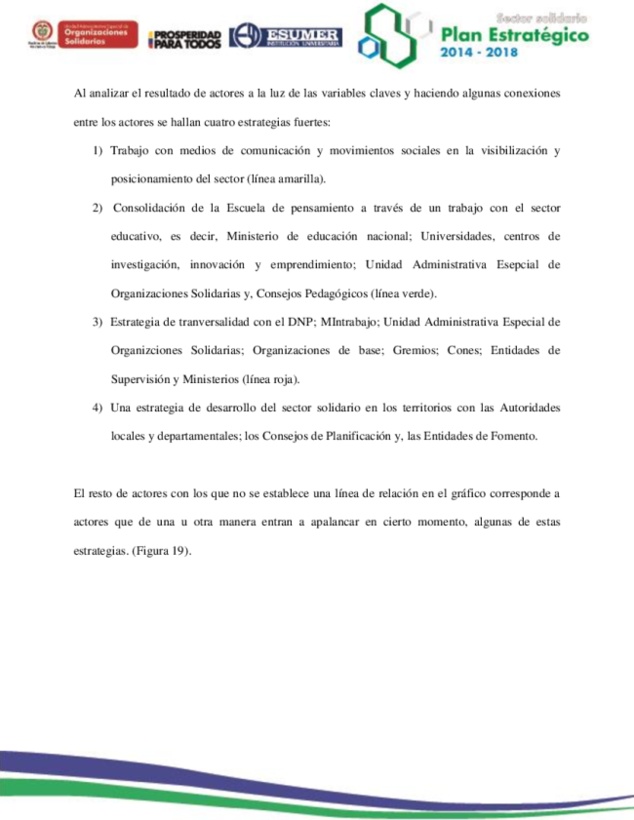 Unidad Administrativa Especial de
Organizaciones
Solidarias
PROSPERIDAD
PARA TODOS
ESUMER
INSTITUCIÓN UNIVERSITARIA
Sector solidario
Plan Estratégico
2014 - 2018
Al analizar el resultado de actores a la luz de las variables claves y haciendo algunas conexiones
entre los actores se hallan cuatro estrategias fuertes:
1) Trabajo con medios de comunicación y movimientos sociales en la visibilización y
posicionamiento del sector (línea amarilla).
2) Consolidación de la Escuela de pensamiento a través de un trabajo con el sector
educativo, es decir, Ministerio de educación nacional; Universidades, centros de
investigación, innovación y emprendimiento; Unidad Administrativa Esepcial de
Organizaciones Solidarias y, Consejos Pedagógicos (línea verde).
3) Estrategia de tranversalidad con el DNP; MIntrabajo; Unidad Administrativa Especial de
Organizciones Solidarias; Organizaciones de base; Gremios; Cones; Entidades de
Supervisión y Ministerios (línea roja).
4) Una estrategia de desarrollo del sector solidario en los territorios con las Autoridades
locales y departamentales; los Consejos de Planificación y, las Entidades de Fomento.
El resto de actores con los que no se establece una línea de relación en el gráfico corresponde a
actores que de una u otra manera entran a apalancar en cierto momento, algunas de estas
estrategias. (Figura 19).